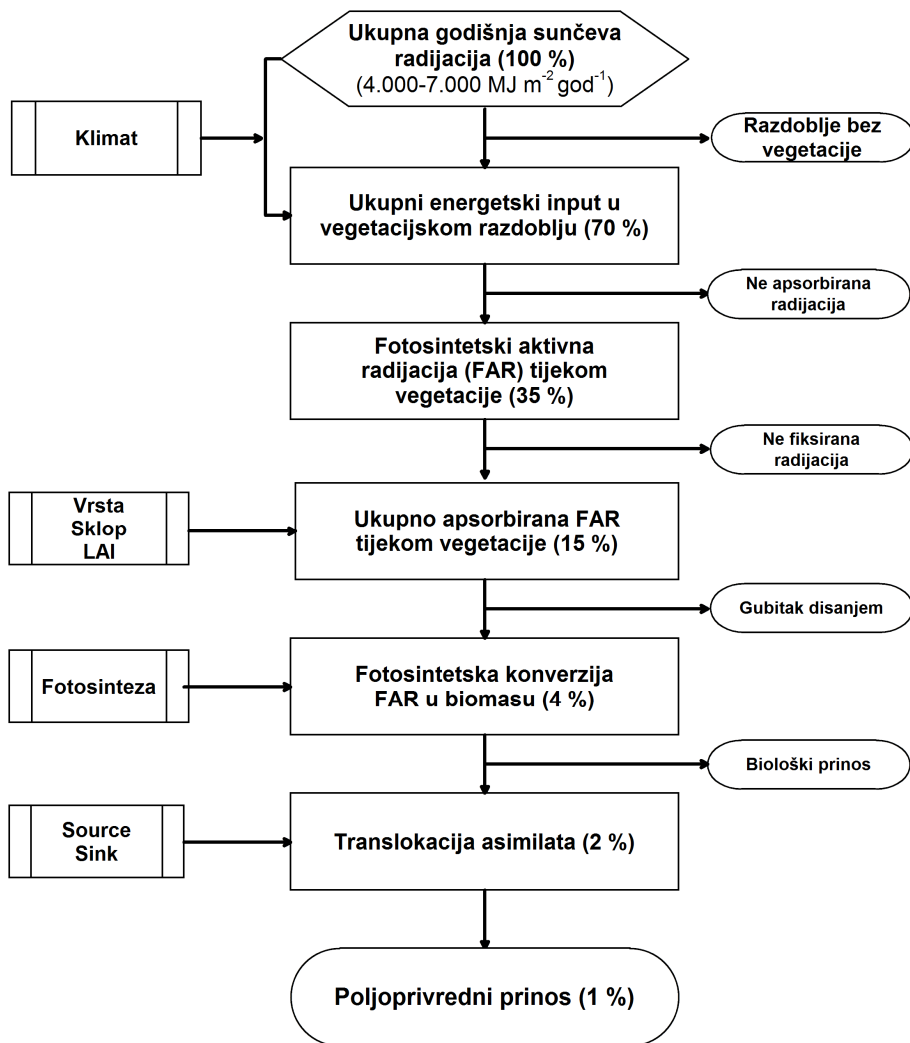 Ukupna godišnja sunčeva
radijacija (100 %)
(4.000-7.000 MJ m-2 god-1)
Klimat
Razdoblje bez
vegetacije
Ukupni energetski input u
vegetacijskom razdoblju (70 %)
Ne apsorbirana
radijacija
Fotosintetski aktivna
radijacija (FAR) tijekom
vegetacije (35 %)
Ne fiksirana
radijacija
Vrsta
Sklop
LAI
Ukupno apsorbirana FAR
tijekom vegetacije (15 %)
Gubitak disanjem
Fotosinteza
Fotosintetska konverzija
FAR u biomasu (4 %)
Biološki prinos
Source
Sink
Translokacija asimilata (2 %)
Poljoprivredni prinos (1 %)